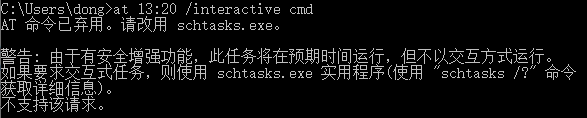 C:\Users\dong>at 13:20 /interactive cmd
AT 命令已弃用。请改用 schtasks.exe。
警告: 由于有安全增强功能，此任务将在预期时间运行，但不以交互方式运行。
如果要求交互式任务，则使用 schtasks.exe 实用程序(使用 "schtasks /?" 命令
获取详细信息)。
不支持该请求。